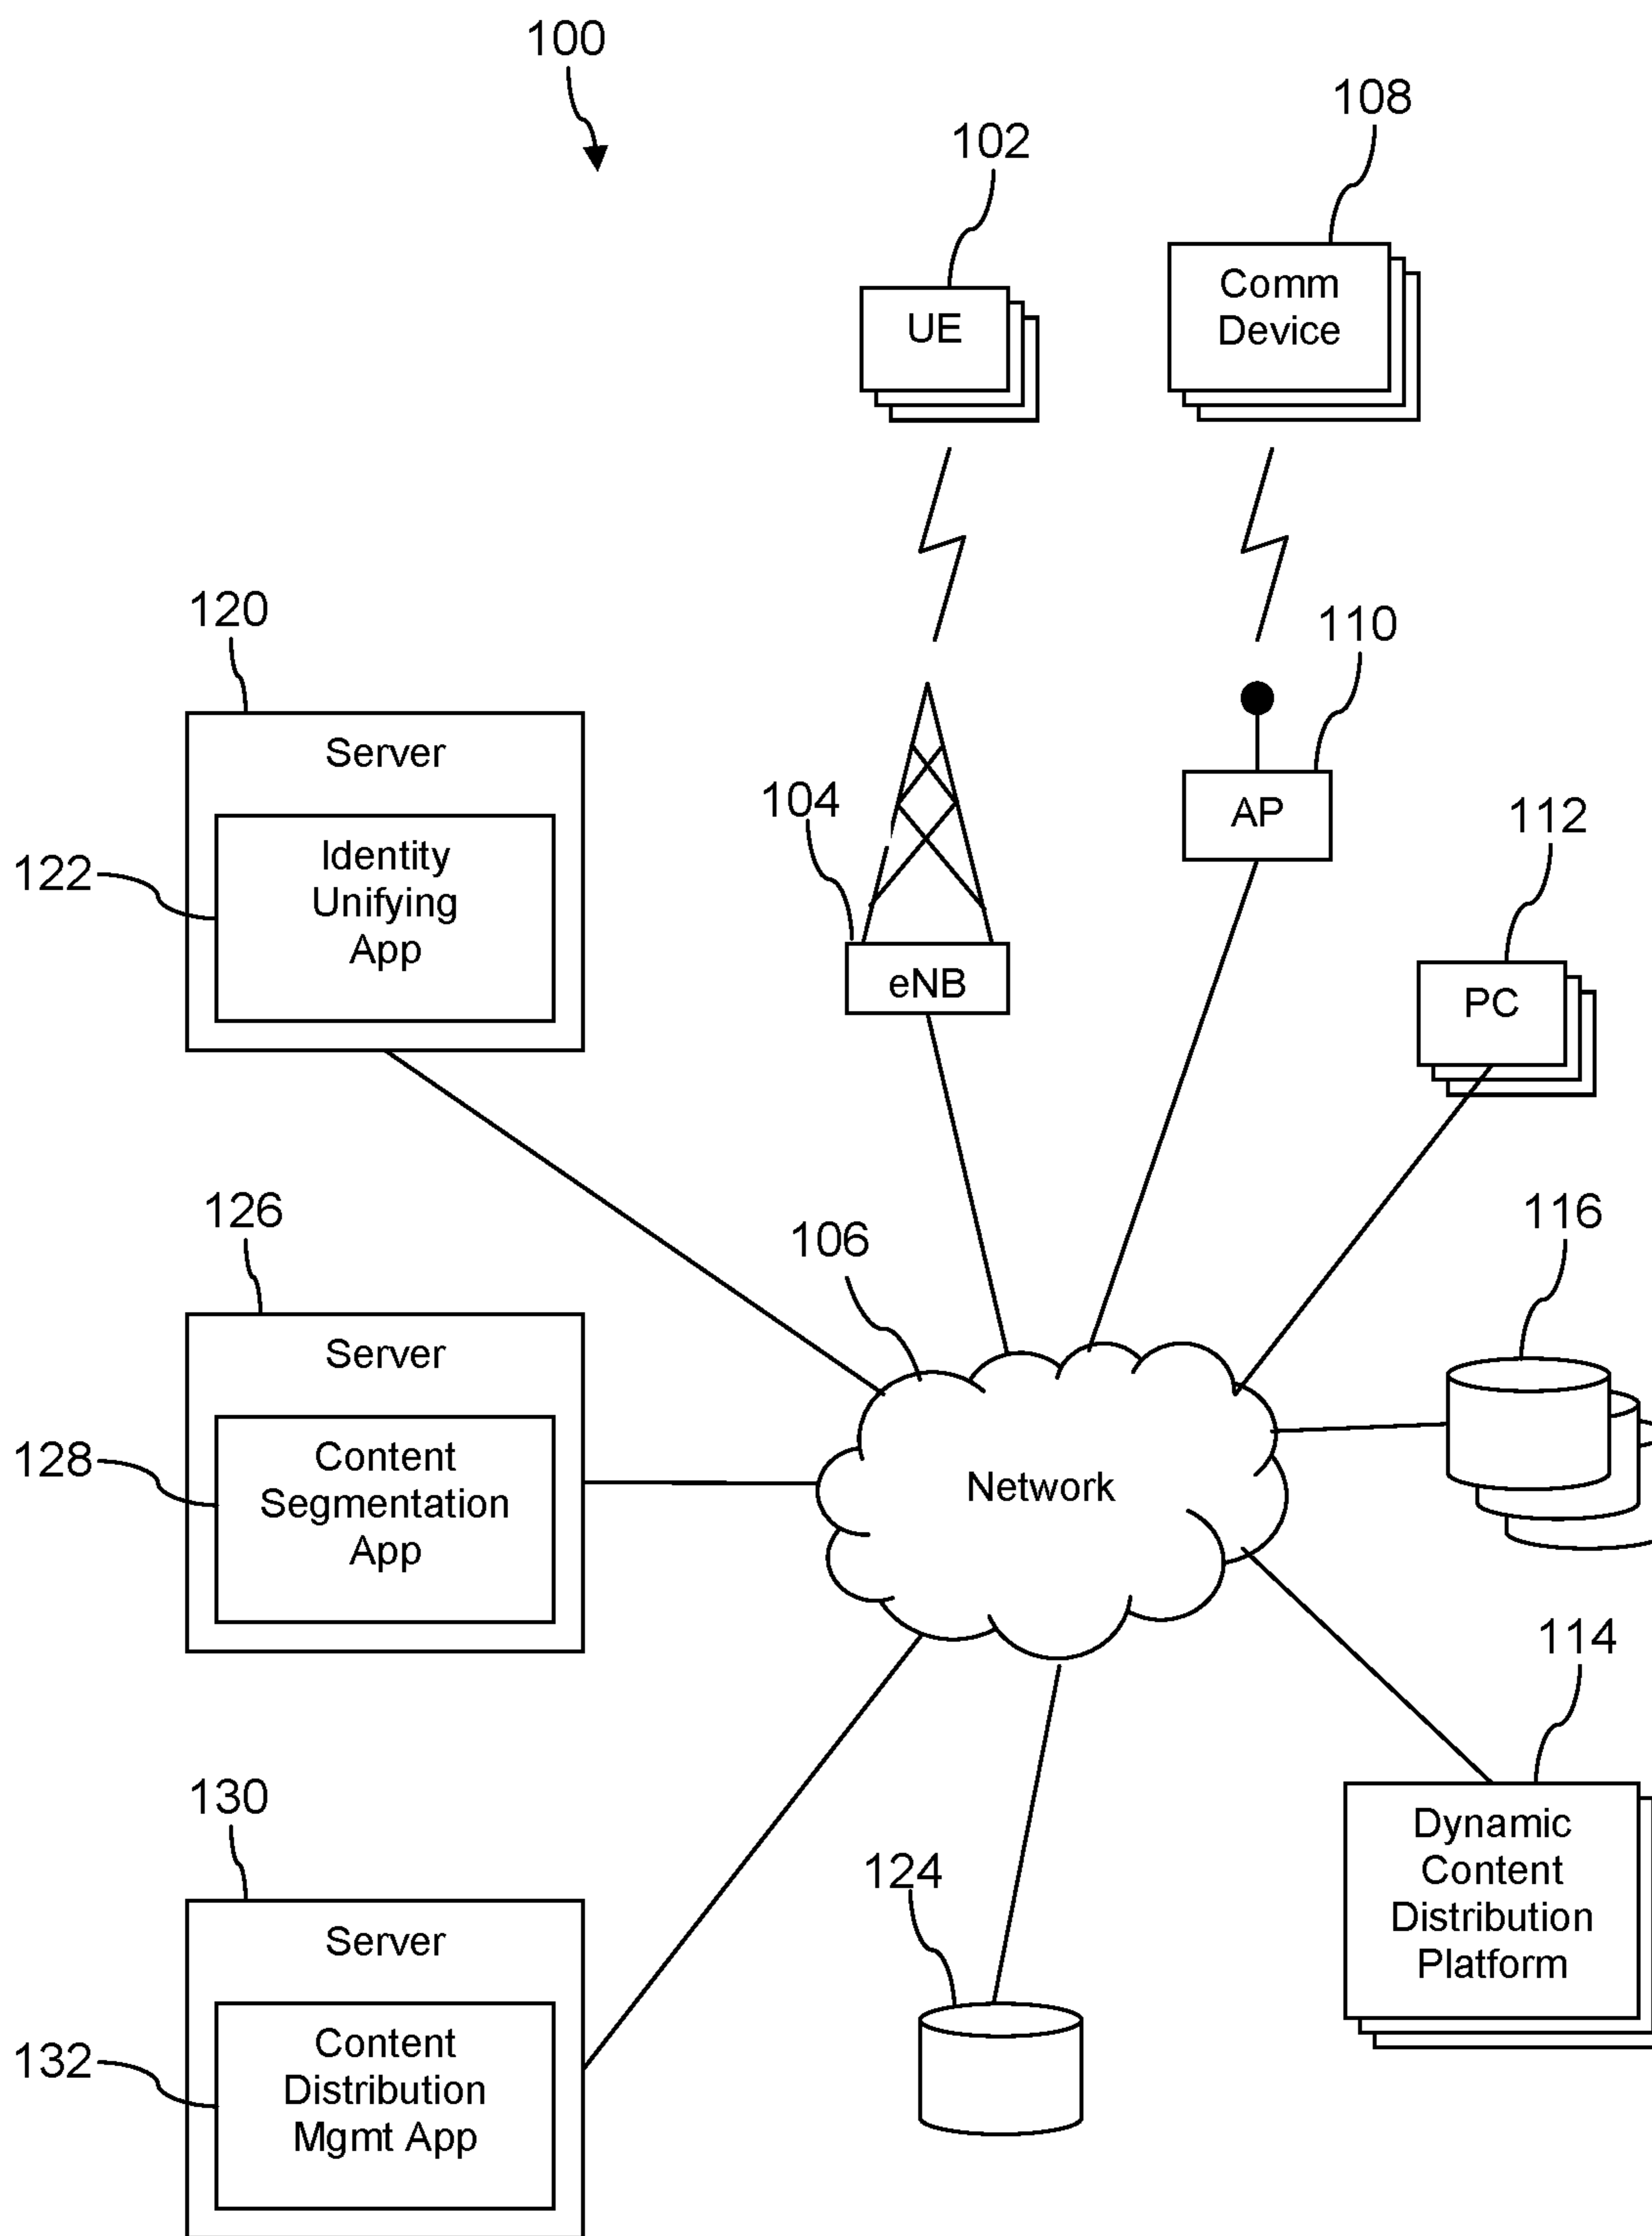 100
108
102
Comm
Device
UE
120
110
Server
104
AP
112
Identity
Unifying
App
122
eNB
PC
126
116
106
Server
Content
Segmentation
App
128
Network
114
130
Dynamic
Content
Distribution
Platform
124
Server
Content
Distribution
Mgmt App
132